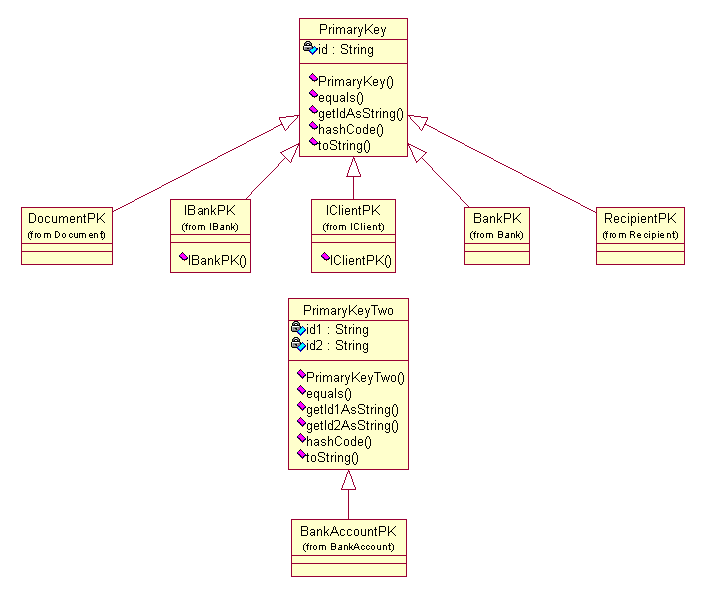 PrimaryKey
id : String
PrimaryKey()
equals()
getIdAsString()
hashCode()
toString()
DocumentPK
(from Document)
IBankPK
(from IBank)
IBankPK()
IClientPK
(from IClient)
IClientPK()
BankPK
(from Bank)
RecipientPK
(from Recipient)
PrimaryKeyTwo
id1 : String
id2 : String
PrimaryKeyTwo()
equals()
getId1AsString()
getId2AsString()
hashCode()
toString()
BankAccountPK
(from BankAccount)